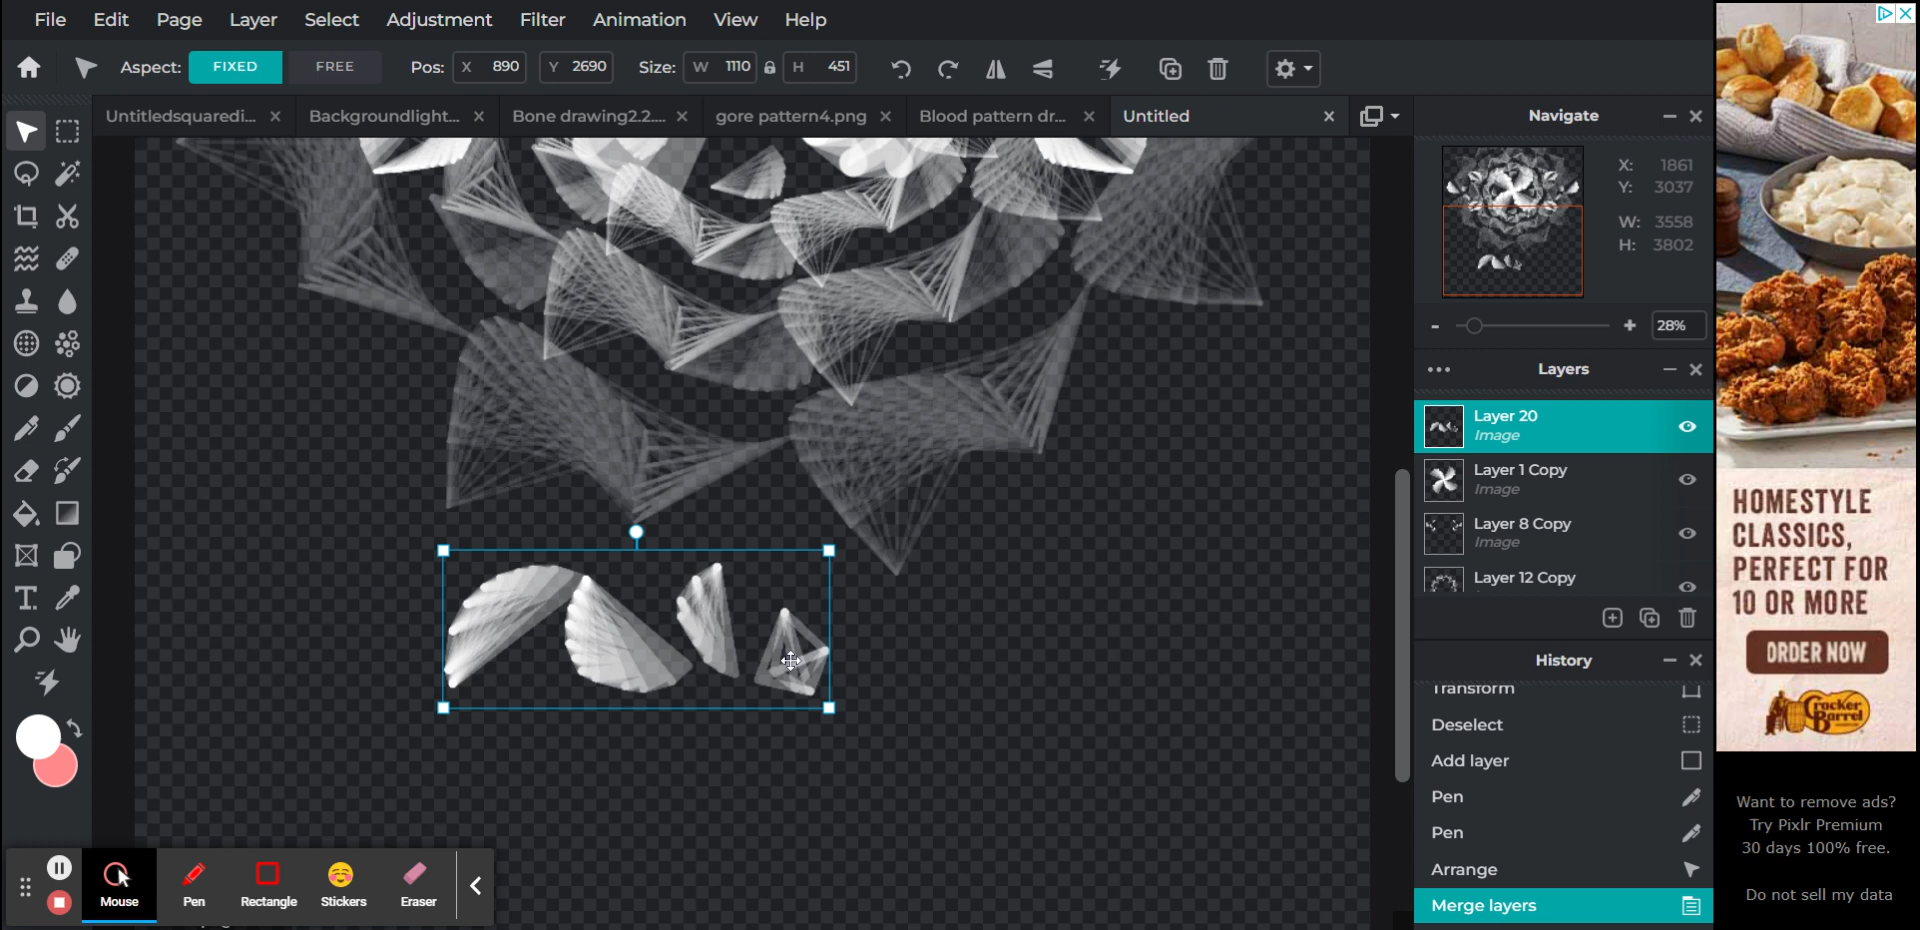 File Edit Page Layer Select Adjustment Filter Animation View Help
Aspect: FIXED FREE Pos: X 890 Y 2690 Size: W 1110 H 451
Untitledsquaredi... Backgroundlight... Bone drawing2.2.... gore pattern4.png Blood pattern dr... Untitled
Navigate
X: 1861
Y: 3037
W: 3558
H: 3802
- + 28%
Layers
Layer 20
Image
Layer 1 Copy
Image
Layer 8 Copy
Image
Layer 12 Copy
History
Transform
Deselect
Add layer
Pen
Pen
Arrange
Merge layers
T
Mouse Pen Rectangle Stickers Eraser
HOMESTYLE
CLASSICS,
PERFECT FOR
10 OR MORE
ORDER NOW
Cracker
Barrel
Want to remove ads?
Try Pixlr Premium
30 days 100% free.
Do not sell my data